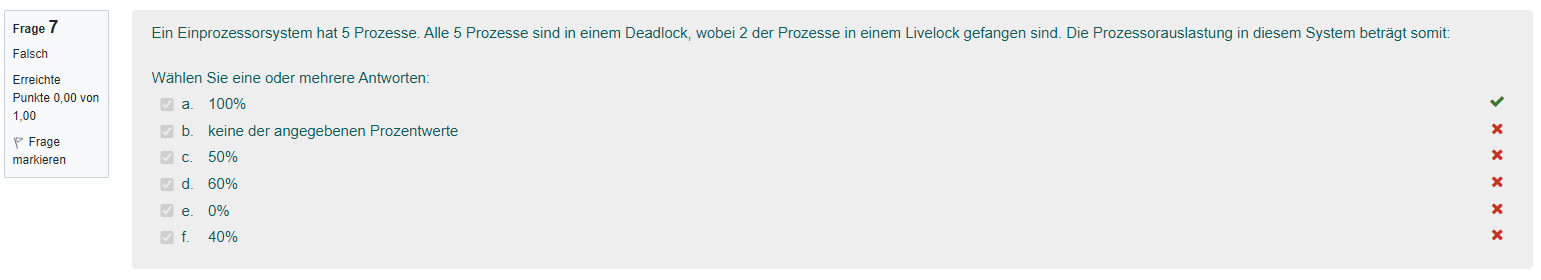 Frage 7
Falsch
Erreichte
Punkte 0,00 von
1,00
Frage
markieren
Ein Einprozessorsystem hat 5 Prozesse. Alle 5 Prozesse sind in einem Deadlock, wobei 2 der Prozesse in einem Livelock gefangen sind. Die Prozessorauslastung in diesem System beträgt somit:
Wählen Sie eine oder mehrere Antworten:
a. 100%
b. keine der angegebenen Prozentwerte
c. 50%
d. 60%
e. 0%
f. 40%